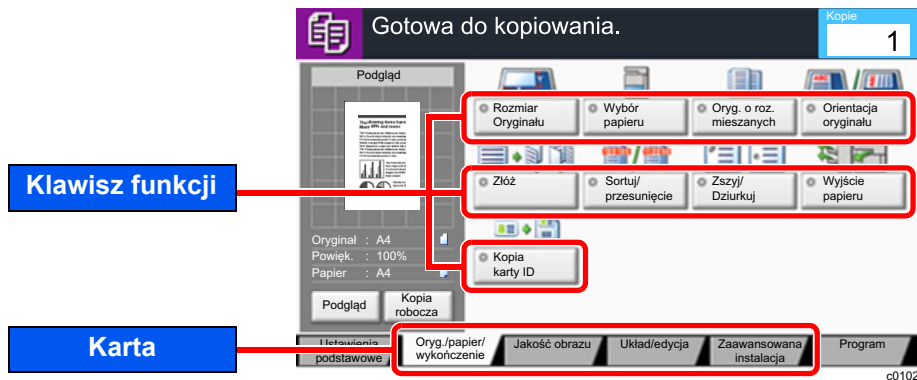 Gotowa do kopiowania.
Kopie
1
Podgląd
Rozmiar
Oryginału
Wybór
papieru
Oryg. o roz.
mieszanych
Orientacja
oryginału
Klawisz funkcji
Złóż
Sortuj/
przesunięcie
Zszyj/
Dziurkuj
Wyjście
papieru
Oryginał : A4
Powięk. : 100%
Papier : A4
Kopia
karty ID
Podgląd
Kopia
robocza
Karta
Ustawienia
podstawowe
Oryg./papier/
wykończenie
Jakość obrazu
Układ/edycja
Zaawansowana
instalacja
Program
c0102